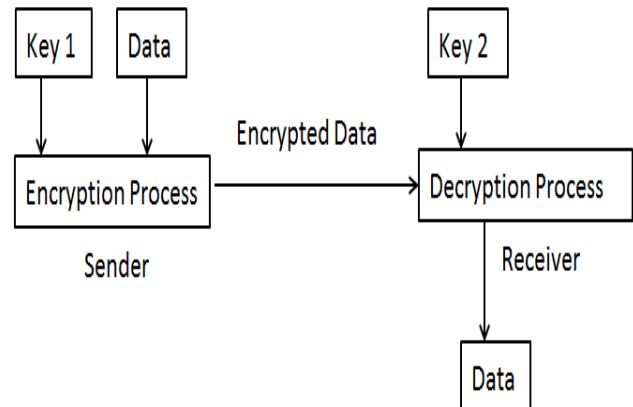 Key 1
Data
Key 2
Encrypted Data
Encryption Process
Decryption Process
Sender
Receiver
Data